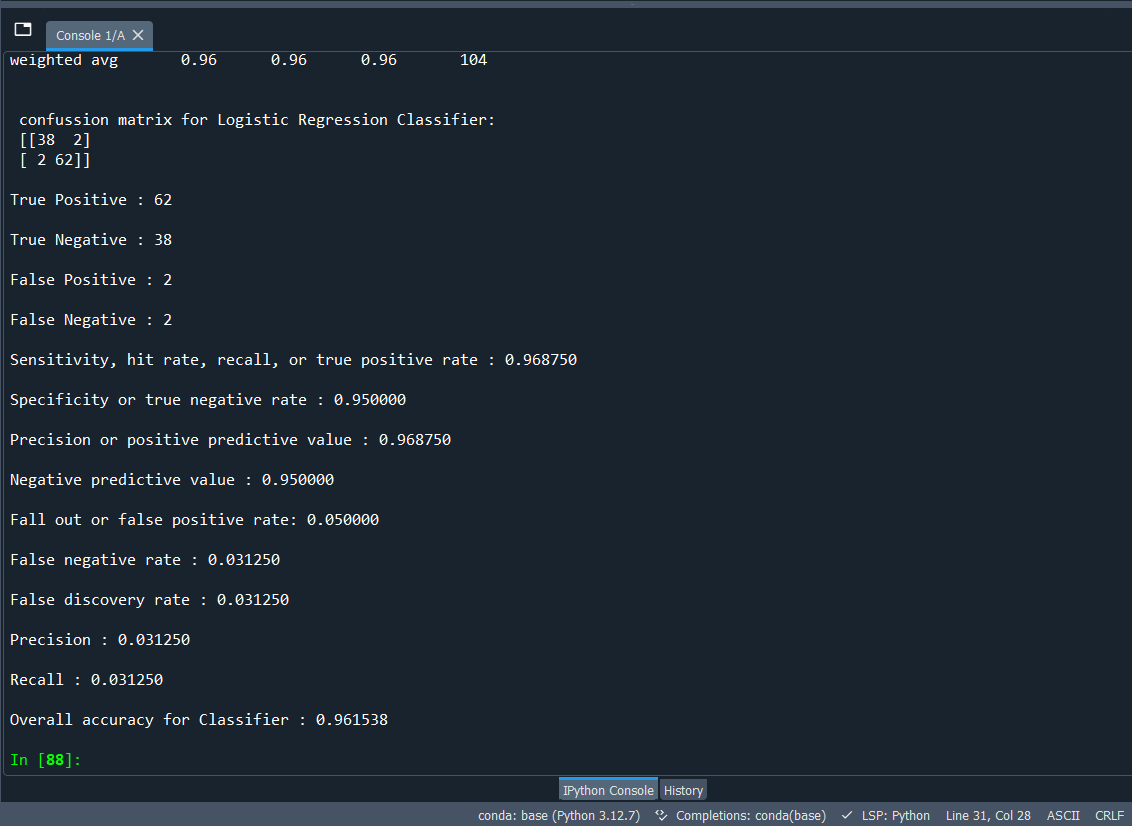 Console 1/A
weighted avg 0.96 0.96 0.96 104
confussion matrix for Logistic Regression Classifier:
[[38 2]
[ 2 62]]
True Positive : 62
True Negative : 38
False Positive : 2
False Negative : 2
Sensitivity, hit rate, recall, or true positive rate : 0.968750
Specificity or true negative rate : 0.950000
Precision or positive predictive value : 0.968750
Negative predictive value : 0.950000
Fall out or false positive rate: 0.050000
False negative rate : 0.031250
False discovery rate : 0.031250
Precision : 0.031250
Recall : 0.031250
Overall accuracy for Classifier : 0.961538
In [88]:
IPython Console History
conda: base (Python 3.12.7) Completions: conda(base) LSP: Python Line 31, Col 28 ASCII CRLF